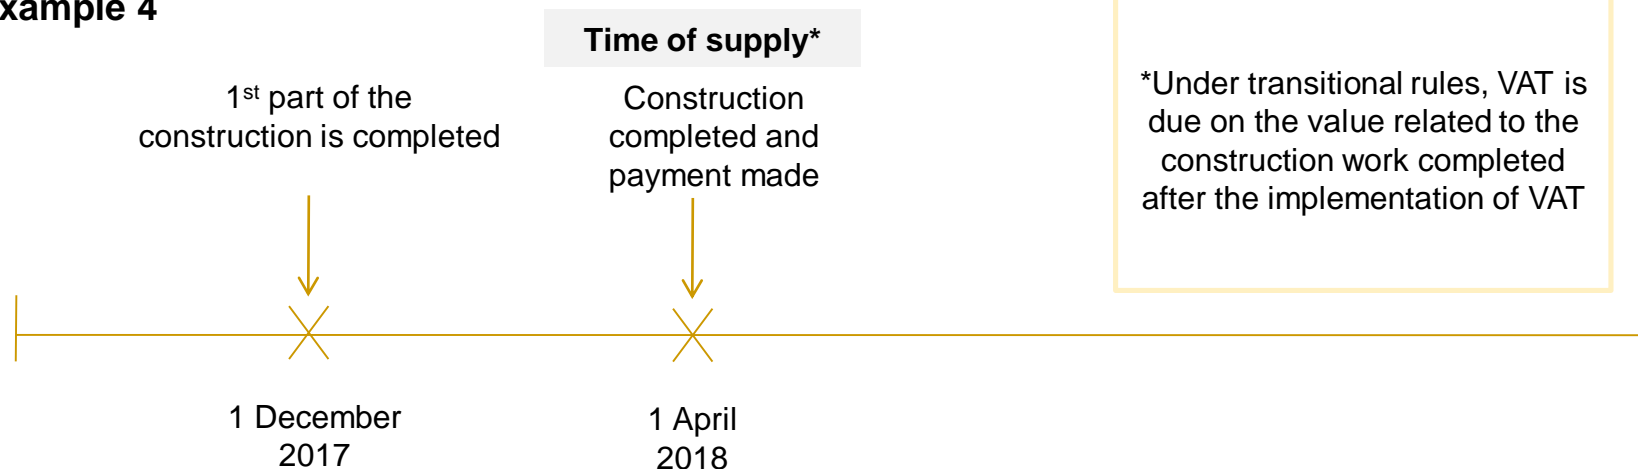 xample 4
Time of supply*
1st part of the
construction is completed
Construction
completed and
payment made
*Under transitional rules, VAT is
due on the value related to the
construction work completed
after the implementation of VAT
1 December
2017
1 April
2018